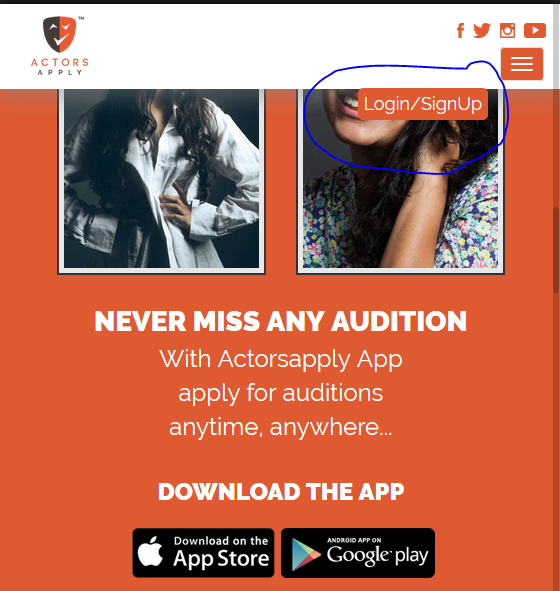 TM
ACTORS
APPLY
Login/SignUp
NEVER MISS ANY AUDITION
With Actorsapply App
apply for auditions
anytime, anywhere...
DOWNLOAD THE APP
Download on the
App Store
ANDROID APP ON
Google play